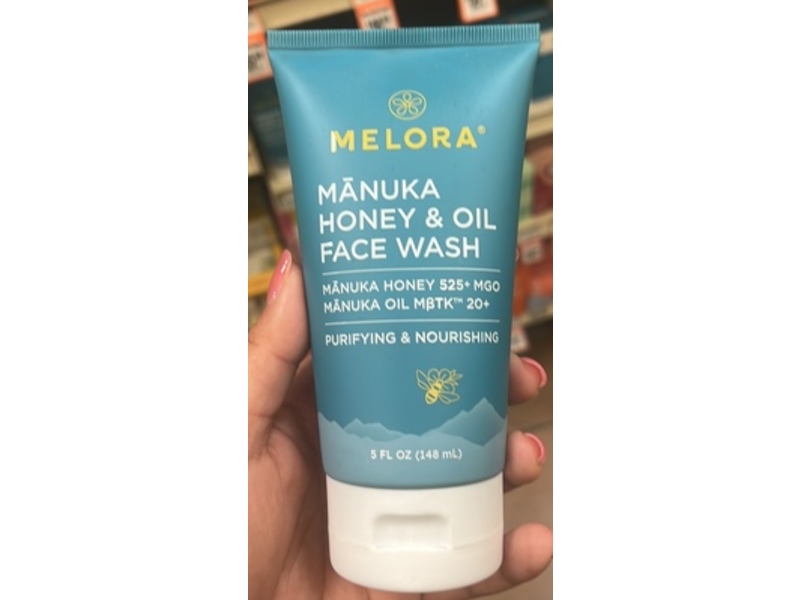 MELORA®
MĀNUKA
HONEY & OIL
FACE WASH
MĀNUKA HONEY 525+ MGO
MĀNUKA OIL MβTK™ 20+
PURIFYING & NOURISHING
5 FL OZ (148 mL)